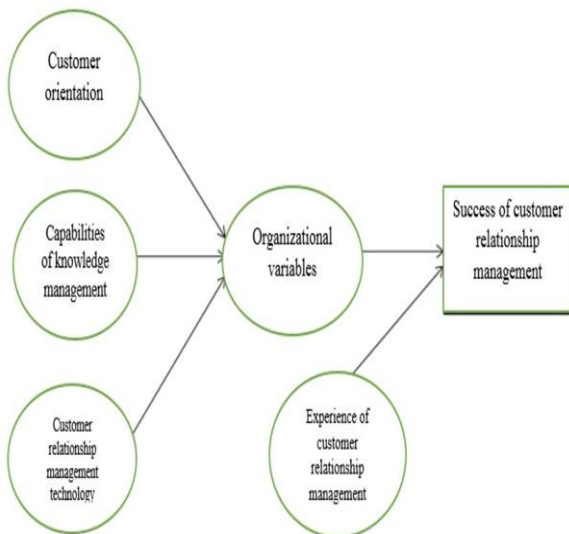 Customer
orientation
Capabilities
of knowledge
management
Customer
relationship
management
technology
Organizational
variables
Experience of
customer
relationship
management
Success of customer
relationship
management